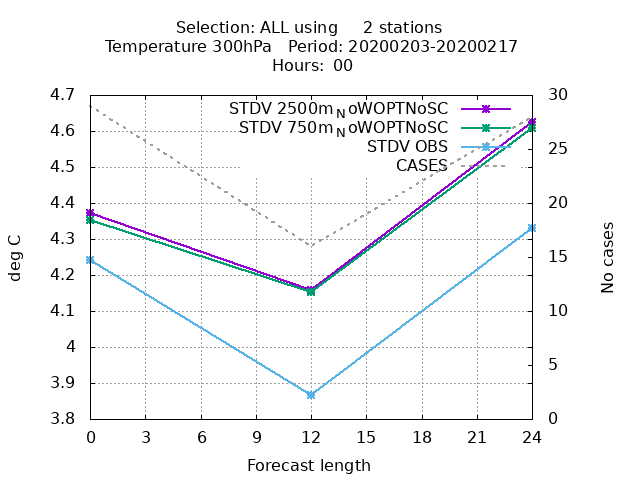 Selection: ALL using     2 stations
Temperature 300hPa   Period: 20200203-20200217
Hours:  00
STDV 2500m_NoWOPTNoSC
STDV 750m_NoWOPTNoSC
STDV OBS
CASES
deg C
4.7
4.6
4.5
4.4
4.3
4.2
4.1
4
3.9
3.8
30
25
20
15
10
5
0
No cases
0 3 6 9 12 15 18 21 24
Forecast length